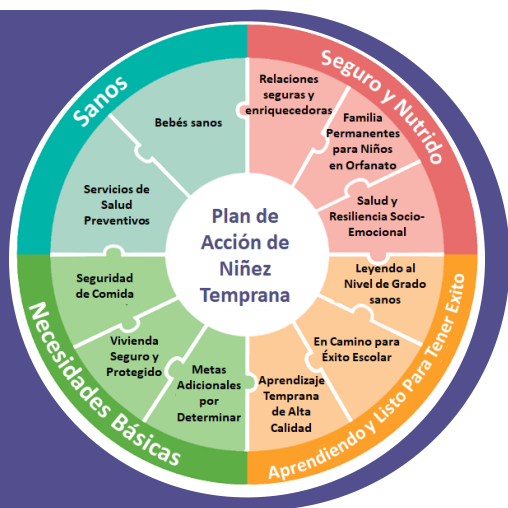 Plan de
Acción de
Niñez
Temprana
Sanos
Bebés sanos
Servicios de
Salud
Preventivos
Seguro y Nutrido
Relaciones
seguras y
enriquecedoras
Familia
Permanentes
para Niños
en Orfanato
Salud y
Resiliencia Socio-
Emocional
Aprendiendo y Listo Para Tener Exito
Leyendo al
Nivel de Grado
sanos
En Camino para
Éxito Escolar
Aprendizaje
Temprana
de Alta
Calidad
Necesidades Básicas
Metas
Adicionales
por
Determinar
Vivienda
Seguro y
Protegido
Seguridad
de Comida